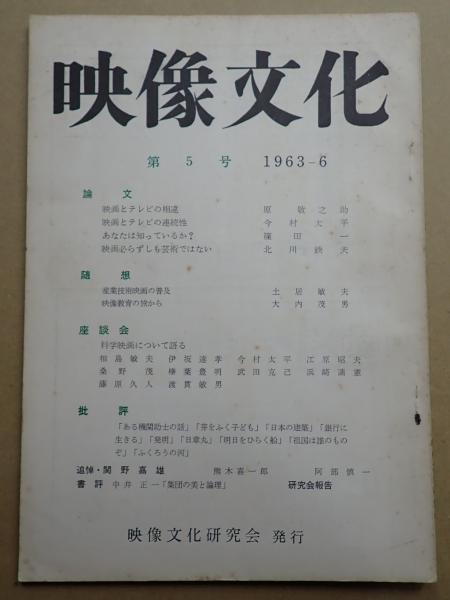 映像文化
第 5 号 1963-6
論文
映画とテレビの相違 原敬之助
映画とテレビの連続性 今村太平
あなたは知っているか? 篠田一
映画必らずしも芸術ではない 北川鉄夫
随想
産業技術映画の普及 土居敏夫
映像教育の旅から 大内茂男
座談会
科学映画について語る
相島敏夫 伊坂達孝 今村太平 江原昭夫
桑野茂 榛葉豊明 武田克己 浜崎満憲
藤原久人 渡貫敏男
批評
「ある機関助士の話」「芽をふく子ども」「日本の建築」「銀行に
生きる」「発明」「日章丸」「明日をひらく船」「祖国は誰のもの
ぞ」「ふくろうの河」
追悼・関野嘉雄 熊木喜一郎 阿部慎一
書評 中井正一「集団の美と論理」 研究会報告
映像文化研究会 発行